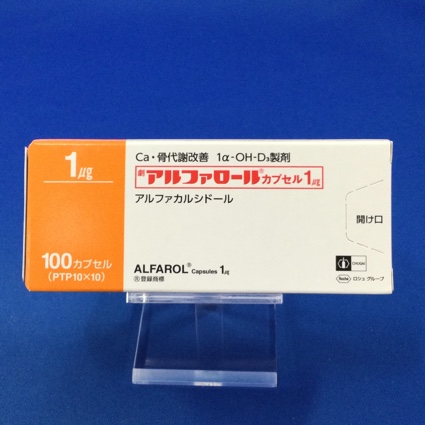 1μg
100カプセル
(PTP10×10)
Ca・骨代謝改善 1α-OH-D₃製剤
劇 アルファロール®カプセル1μg
アルファカルシドール
ALFAROL® Capsules 1μg
Ⓡ登録商標
開け口
CHUGAI
Roche ロシュ グループ